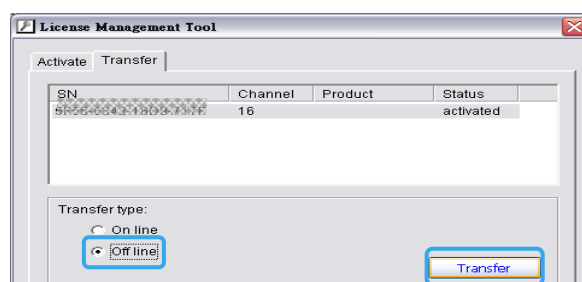 License Management Tool
Activate Transfer
SN Channel Product Status
16 activated
Transfer type:
On line
Off line
Transfer